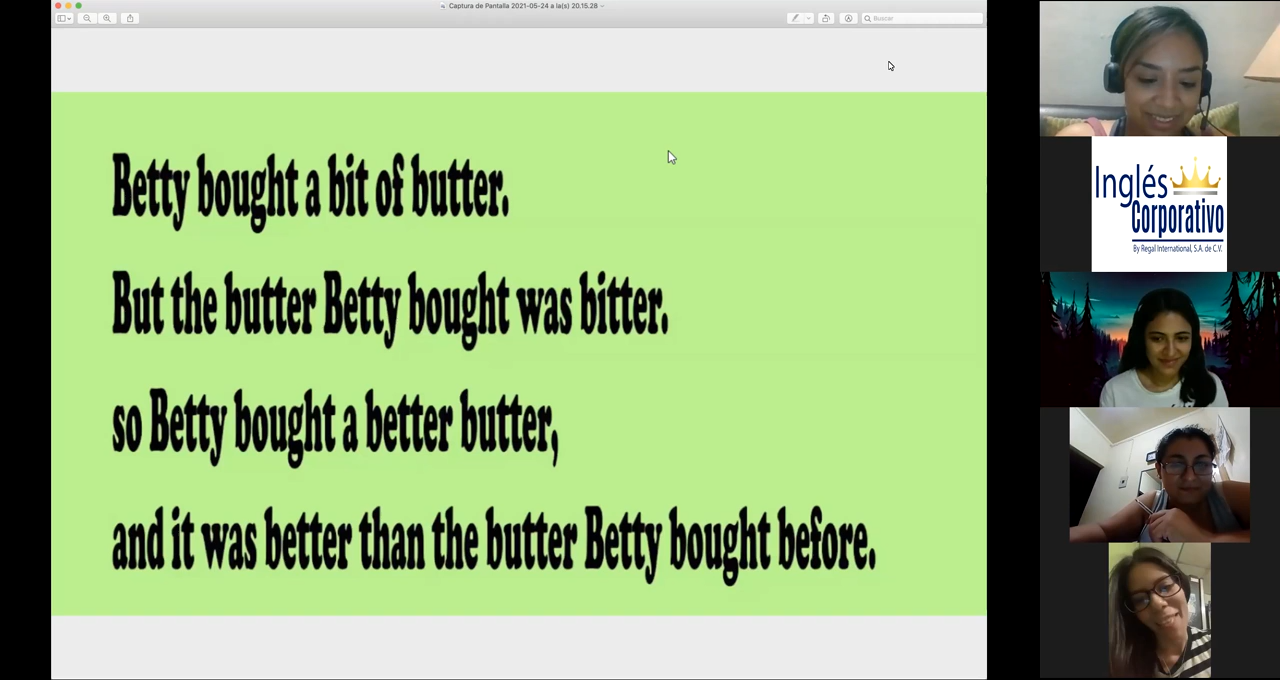 Captura de Pantalla 2021-05-24 a la(s) 20.15.28
Buscar
Betty bought a bit of butter.
But the butter Betty bought was bitter.
so Betty bought a better butter,
and it was better than the butter Betty bought before.
Inglés
Corporativo
By Regal International, S.A. de C.V.